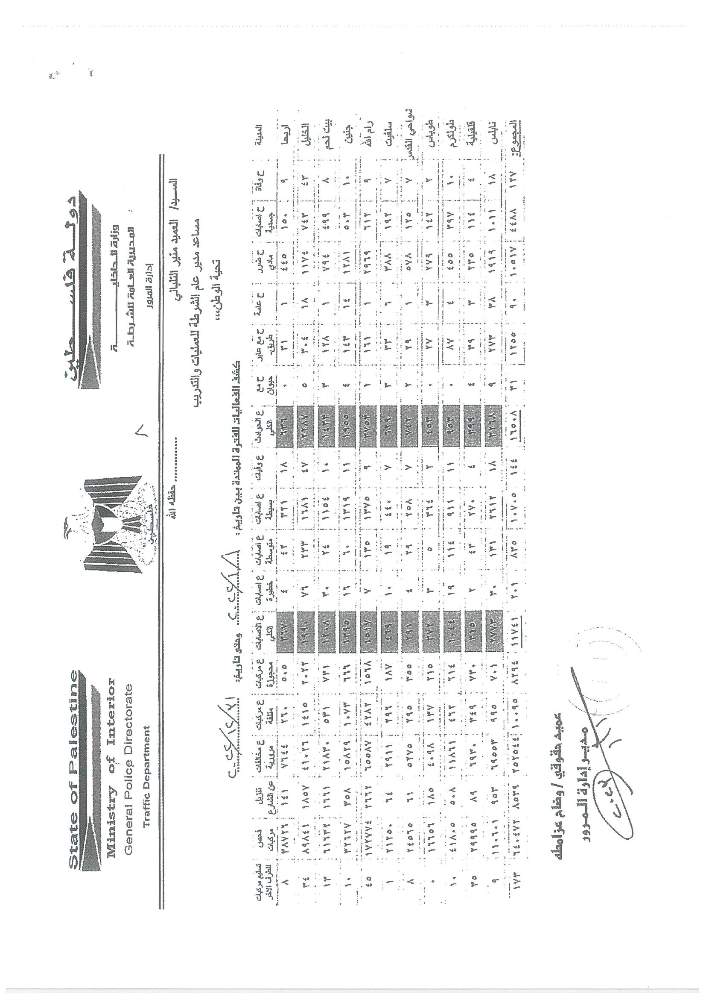 State of Palestine
Ministry of Interior
General Police Directorate
Traffic Department
فلسطين
دولـة فلسـطين
وزارة الداخليـــــــة
المديرية العامة للشرطـة
إدارة المرور
السيد/ العميد منير التلباني ............ حفظه الله
مساعد مدير عام الشرطة للعمليات والتدريب
تحية الوطن،،،
كشف الفعاليات للفترة الممتدة بين تاريخ: ٢٠٢٤/١/١ وحتى تاريخ: ٢٠٢٤/١٢/٣١
المدينة ح وفاة ح اصابات جسدية ح ضرر مادي ح عامة ح مع عابر طريق- ح مع حيوان ع الحوادث الكلي ع وفيات ع اصابات بسيطة ع اصابات متوسطة ع اصابات خطيرة ع الاصابات الكلي ع مركبات محجوزة ع مركبات متلفة ع مخالفات مرورية تنزيل عن الشارع فحص مركبات تسليم مركبات للطرف الاخر
اريحا ٩ ١٥٠ ٤٤٥ ١ ٣١ ٠ ٦٣٦ ١٨ ٣٢١ ٤٢ ٤ ٣٦٧ ٥٠٥ ٢٦٠ ٧٦٤٤ ١٤١ ٣٨٧٢٦ ٨
الخليل ٤٣ ٧٤٣ ١١٧٤ ١٨ ٣٠٤ ٥ ٢٢٨٧ ٤٧ ١٦٨١ ٢٣٣ ٧٦ ١٩٩٠ ٢٠٢٢ ١٤١٥ ٤١٠٢٦ ١٨٥٧ ٨٩٨٤١ ٣٤
بيت لحم ٨ ٤٩٩ ٧٩٤ ١ ١٢٨ ٣ ١٤٣٣ ١٠ ١١٥٤ ٢٤ ٣٠ ١٢٠٨ ٧٣١ ٥٣١ ٢١٨٣٠ ١٦٦١ ٦١٦٣٢ ١٣
جنين ١٠ ٥٠٣ ١٢٨١ ١٤ ١٤٣ ٤ ١٩٥٥ ١١ ١٣١٩ ٦٠ ١٦ ١٣٩٥ ٦٦٦ ١٠٧٣ ١٥٨٢٩ ٣٥٨ ٣٢٦٢٧ ١٠
رام الله ٩ ٦١٢ ٢٩٦٩ ١ ١٦١ ١ ٣٧٥٣ ٩ ١٣٧٥ ١٣٥ ٧ ١٥١٧ ١٥٦٨ ٤٢٨٢ ٦٥٥٨٧ ٢٦٦٢ ١٧٢٧٧٤ ٤٥
سلفيت ٧ ١٩٢ ٣٨٨ ٦ ٣٣ ٣ ٦٢٩ ٧ ٤٤٠ ١٩ ١٠ ٤٦٩ ١٨٧ ٢٩٦ ٢٩١١ ٦٤ ٢١٢٥٠ ١
ضواحي القدس ٧ ١٢٥ ٥٧٨ ١ ٢٩ ٢ ٧٤٢ ٧ ٢٥٨ ٢٩ ٤ ٢٩١ ٣٥٥ ٢٩٥ ٥٢٧٥ ٦١ ٢٤٥٦٥ ٨
طوباس ٢ ١٤٢ ٢٧٩ ٣ ٢٧ ٠ ٤٥٣ ٢ ٣٦٤ ٥ ٣ ٣٧٢ ٢١٥ ١٣٧ ٤٠٩٨ ١٨٥ ١٦٦٥٦ ٠
طولكرم ١٠ ٣٩٧ ٤٥٥ ٤ ٨٧ ٠ ٩٥٣ ١١ ٩١١ ١١٤ ١٩ ١٠٤٤ ٦١٤ ٤٦٢ ١١٨٦١ ٥٠٨ ٤١٨٠٥ ١٠
قلقيلية ٤ ١١٤ ٢٣٥ ٣ ٣٩ ٤ ٣٩٩ ٤ ٢٧٠ ٤٣ ٢ ٣١٥ ٧٣٠ ٣٤٩ ٦٩٣٠ ٨٩ ٢٩٩٩٥ ٣٥
نابلس ١٨ ١٠١١ ١٩١٩ ٣٨ ٢٧٣ ٩ ٣٢٦٨ ١٨ ٢٦١٢ ١٣١ ٣٠ ٢٧٧٣ ٧٠١ ٩٩٥ ٦٩٥٥٣ ٩٥٣ ١١٠٦٠١ ٩
المجموع: ١٢٧ ٤٤٨٨ ١٠٥١٧ ٩٠ ١٢٥٥ ٣١ ١٦٥٠٨ ١٤٤ ١٠٧٠٥ ٨٣٥ ٢٠١ ١١٧٤١ ٨٢٩٤ ١٠٠٩٥ ٢٥٢٥٤٤ ٨٥٣٩ ٦٤٠٤٧٢ ١٧٣
عميد حقوقي / وضاح عزامطه
مدير إدارة المرور